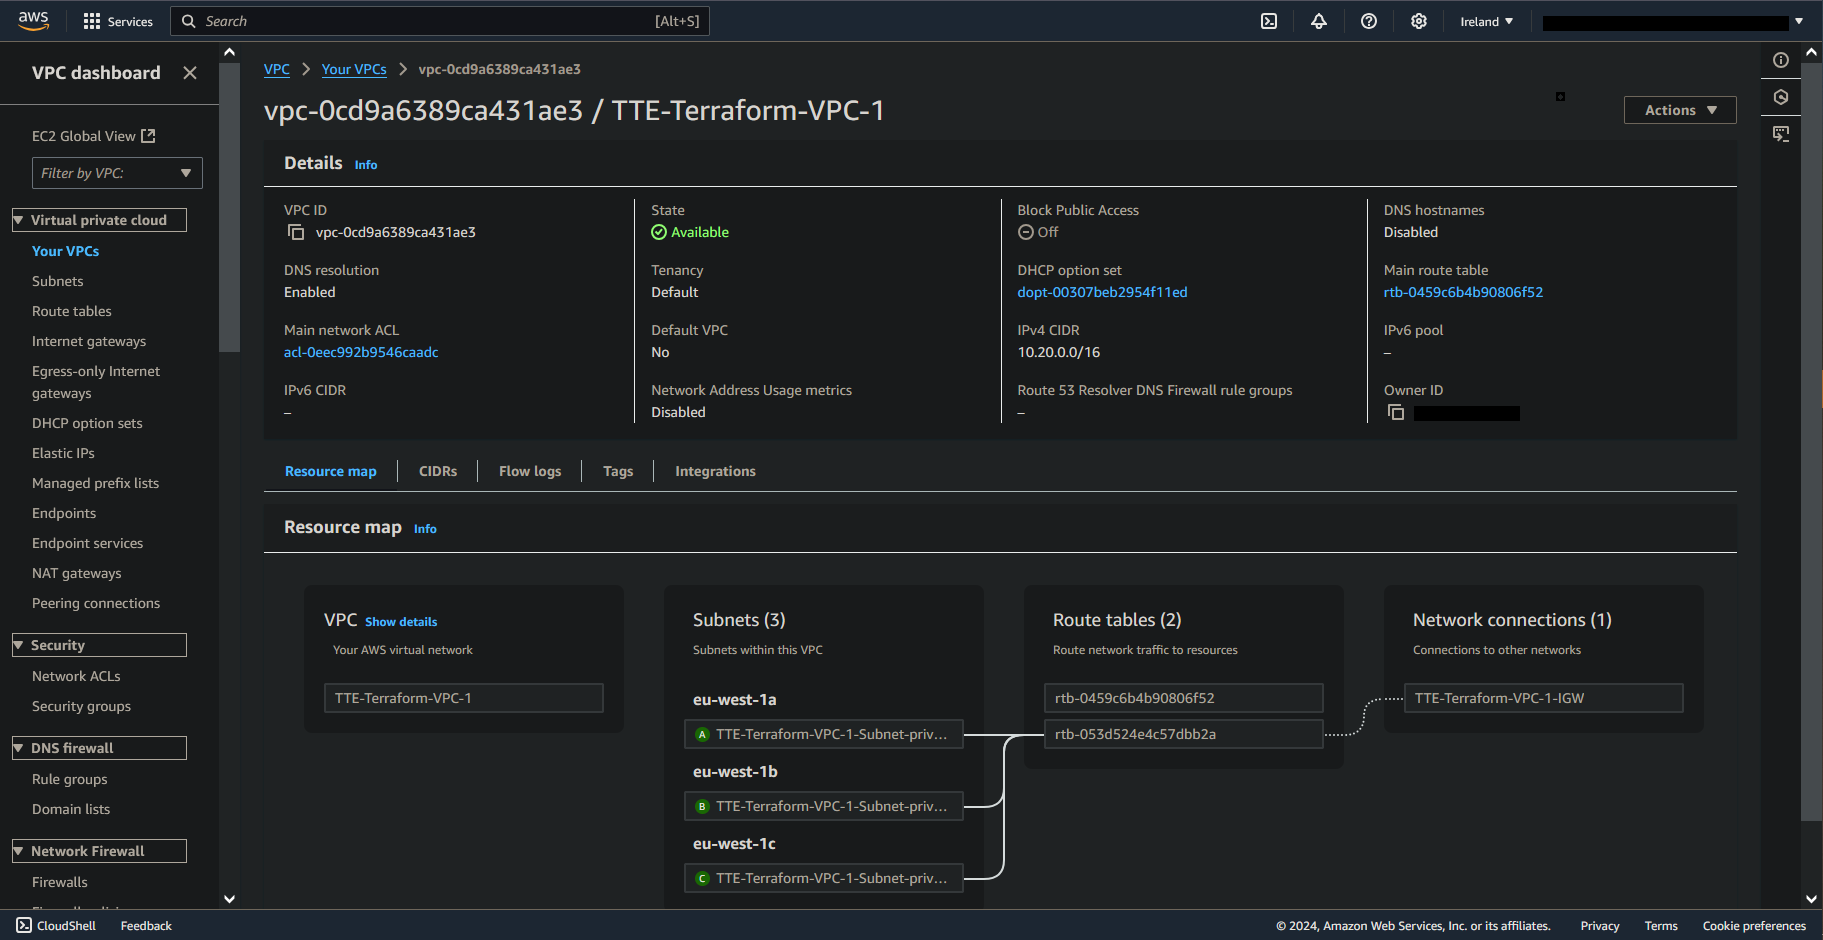 aws
Services
Search
[Alt+S]
Ireland
VPC dashboard
EC2 Global View
Filter by VPC:
Virtual private cloud
Your VPCs
Subnets
Route tables
Internet gateways
Egress-only Internet
gateways
DHCP option sets
Elastic IPs
Managed prefix lists
Endpoints
Endpoint services
NAT gateways
Peering connections
Security
Network ACLs
Security groups
DNS firewall
Rule groups
Domain lists
Network Firewall
Firewalls
VPC
Your VPCs
vpc-0cd9a6389ca431ae3
vpc-0cd9a6389ca431ae3 / TTE-Terraform-VPC-1
Actions
Details Info
VPC ID
vpc-0cd9a6389ca431ae3
State
Available
Block Public Access
Off
DNS hostnames
Disabled
DNS resolution
Enabled
Tenancy
Default
DHCP option set
dopt-00307beb2954f11ed
Main route table
rtb-0459c6b4b90806f52
Main network ACL
acl-0eec992b9546caadc
Default VPC
No
IPv4 CIDR
10.20.0.0/16
IPv6 pool
–
IPv6 CIDR
–
Network Address Usage metrics
Disabled
Route 53 Resolver DNS Firewall rule groups
–
Owner ID
Resource map
CIDRs
Flow logs
Tags
Integrations
Resource map Info
VPC Show details
Your AWS virtual network
TTE-Terraform-VPC-1
Subnets (3)
Subnets within this VPC
eu-west-1a
A TTE-Terraform-VPC-1-Subnet-priv...
eu-west-1b
B TTE-Terraform-VPC-1-Subnet-priv...
eu-west-1c
C TTE-Terraform-VPC-1-Subnet-priv...
Route tables (2)
Route network traffic to resources
rtb-0459c6b4b90806f52
rtb-053d524e4c57dbb2a
Network connections (1)
Connections to other networks
TTE-Terraform-VPC-1-IGW
CloudShell
Feedback
© 2024, Amazon Web Services, Inc. or its affiliates.
Privacy
Terms
Cookie preferences